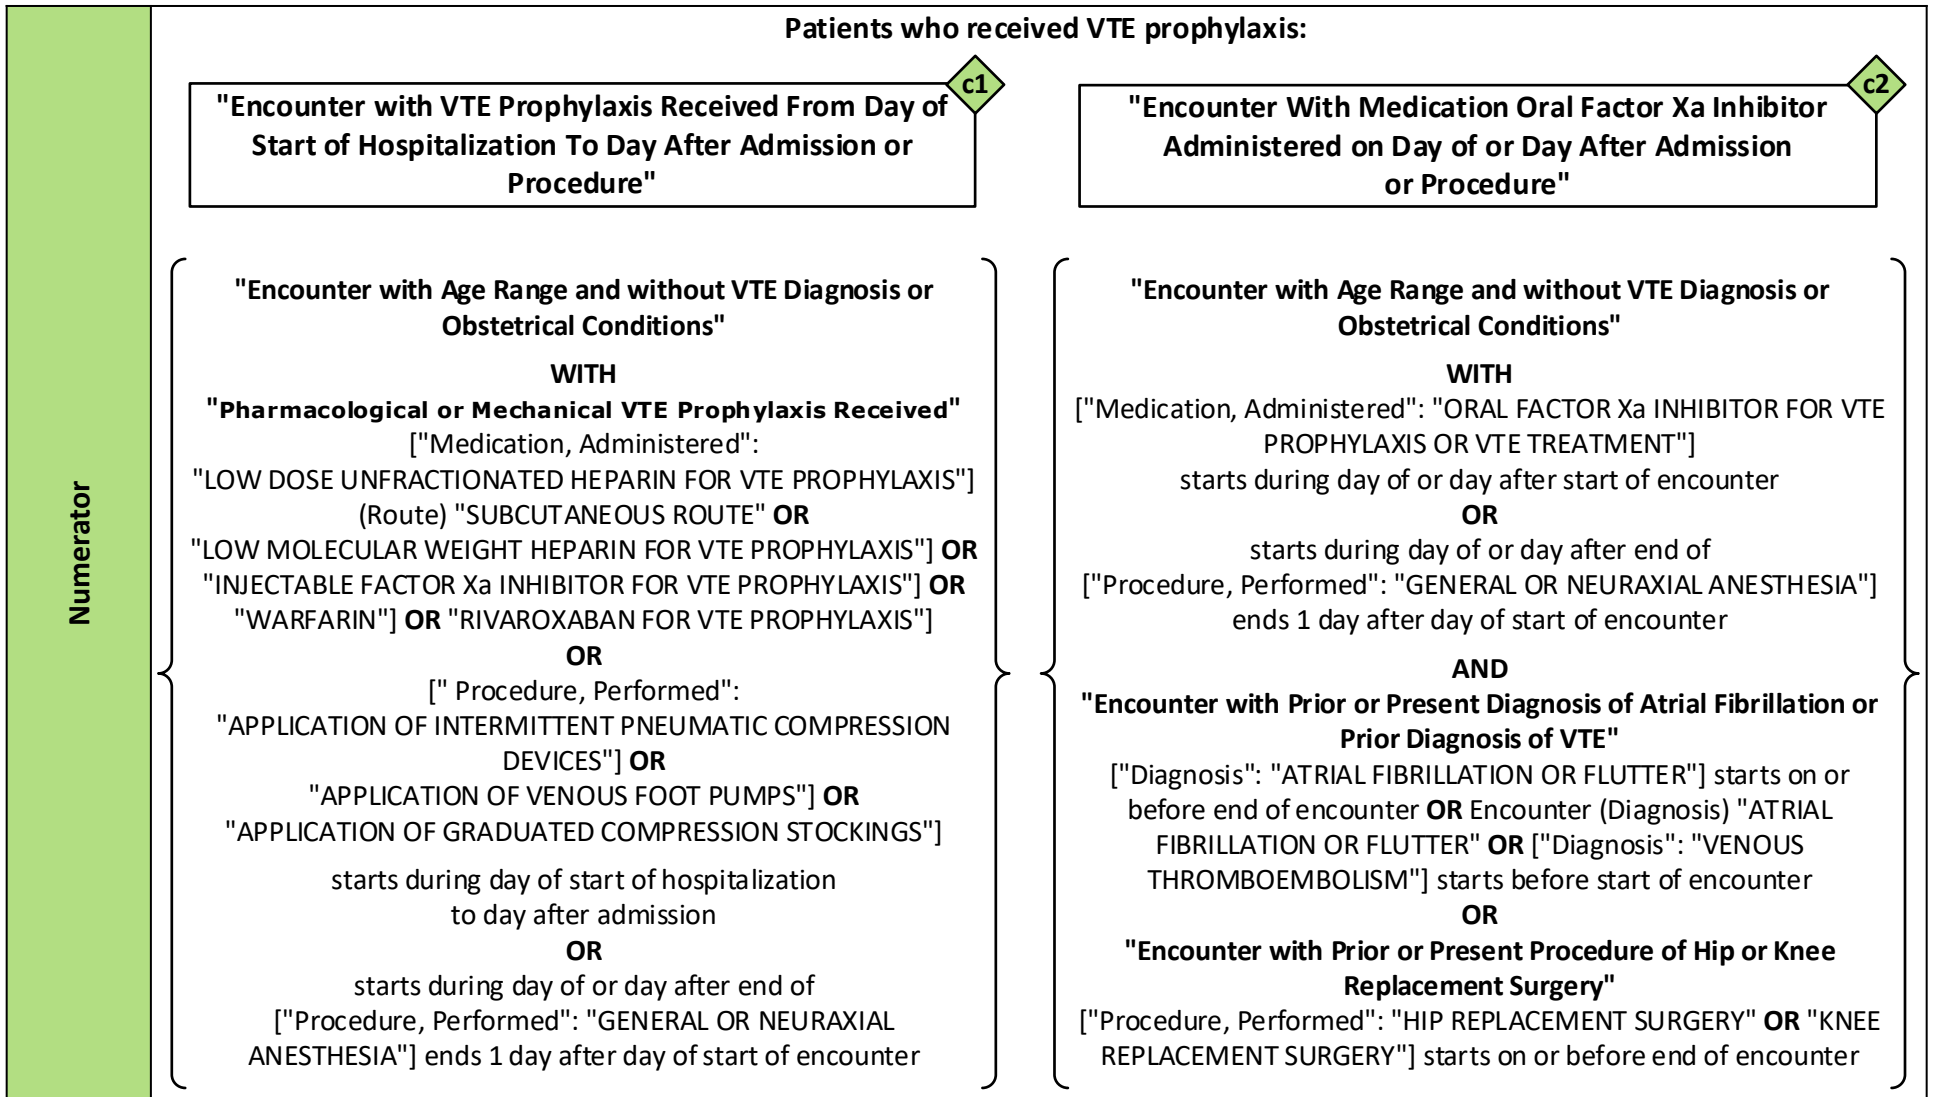 Numerator
Patients who received VTE prophylaxis:
c1
"Encounter with VTE Prophylaxis Received From Day of
Start of Hospitalization To Day After Admission or
Procedure"
"Encounter with Age Range and without VTE Diagnosis or
Obstetrical Conditions"
WITH
"Pharmacological or Mechanical VTE Prophylaxis Received"
["Medication, Administered":
"LOW DOSE UNFRACTIONATED HEPARIN FOR VTE PROPHYLAXIS"]
(Route) "SUBCUTANEOUS ROUTE" OR
"LOW MOLECULAR WEIGHT HEPARIN FOR VTE PROPHYLAXIS"] OR
"INJECTABLE FACTOR Xa INHIBITOR FOR VTE PROPHYLAXIS"] OR
"WARFARIN"] OR "RIVAROXABAN FOR VTE PROPHYLAXIS"]
OR
[" Procedure, Performed":
"APPLICATION OF INTERMITTENT PNEUMATIC COMPRESSION
DEVICES"] OR
"APPLICATION OF VENOUS FOOT PUMPS"] OR
"APPLICATION OF GRADUATED COMPRESSION STOCKINGS"]
starts during day of start of hospitalization
to day after admission
OR
starts during day of or day after end of
["Procedure, Performed": "GENERAL OR NEURAXIAL
ANESTHESIA"] ends 1 day after day of start of encounter
c2
"Encounter With Medication Oral Factor Xa Inhibitor
Administered on Day of or Day After Admission
or Procedure"
"Encounter with Age Range and without VTE Diagnosis or
Obstetrical Conditions"
WITH
["Medication, Administered": "ORAL FACTOR Xa INHIBITOR FOR VTE
PROPHYLAXIS OR VTE TREATMENT"]
starts during day of or day after start of encounter
OR
starts during day of or day after end of
["Procedure, Performed": "GENERAL OR NEURAXIAL ANESTHESIA"]
ends 1 day after day of start of encounter
AND
"Encounter with Prior or Present Diagnosis of Atrial Fibrillation or
Prior Diagnosis of VTE"
["Diagnosis": "ATRIAL FIBRILLATION OR FLUTTER"] starts on or
before end of encounter OR Encounter (Diagnosis) "ATRIAL
FIBRILLATION OR FLUTTER" OR ["Diagnosis": "VENOUS
THROMBOEMBOLISM"] starts before start of encounter
OR
"Encounter with Prior or Present Procedure of Hip or Knee
Replacement Surgery"
["Procedure, Performed": "HIP REPLACEMENT SURGERY" OR "KNEE
REPLACEMENT SURGERY"] starts on or before end of encounter